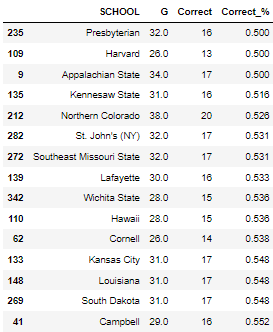 SCHOOL G Correct Correct_%
235 Presbyterian 32.0 16 0.500
109 Harvard 26.0 13 0.500
9 Appalachian State 34.0 17 0.500
135 Kennesaw State 31.0 16 0.516
212 Northern Colorado 38.0 20 0.526
282 St. John's (NY) 32.0 17 0.531
272 Southeast Missouri State 32.0 17 0.531
139 Lafayette 30.0 16 0.533
342 Wichita State 28.0 15 0.536
110 Hawaii 28.0 15 0.536
62 Cornell 26.0 14 0.538
133 Kansas City 31.0 17 0.548
148 Louisiana 31.0 17 0.548
269 South Dakota 31.0 17 0.548
41 Campbell 29.0 16 0.552